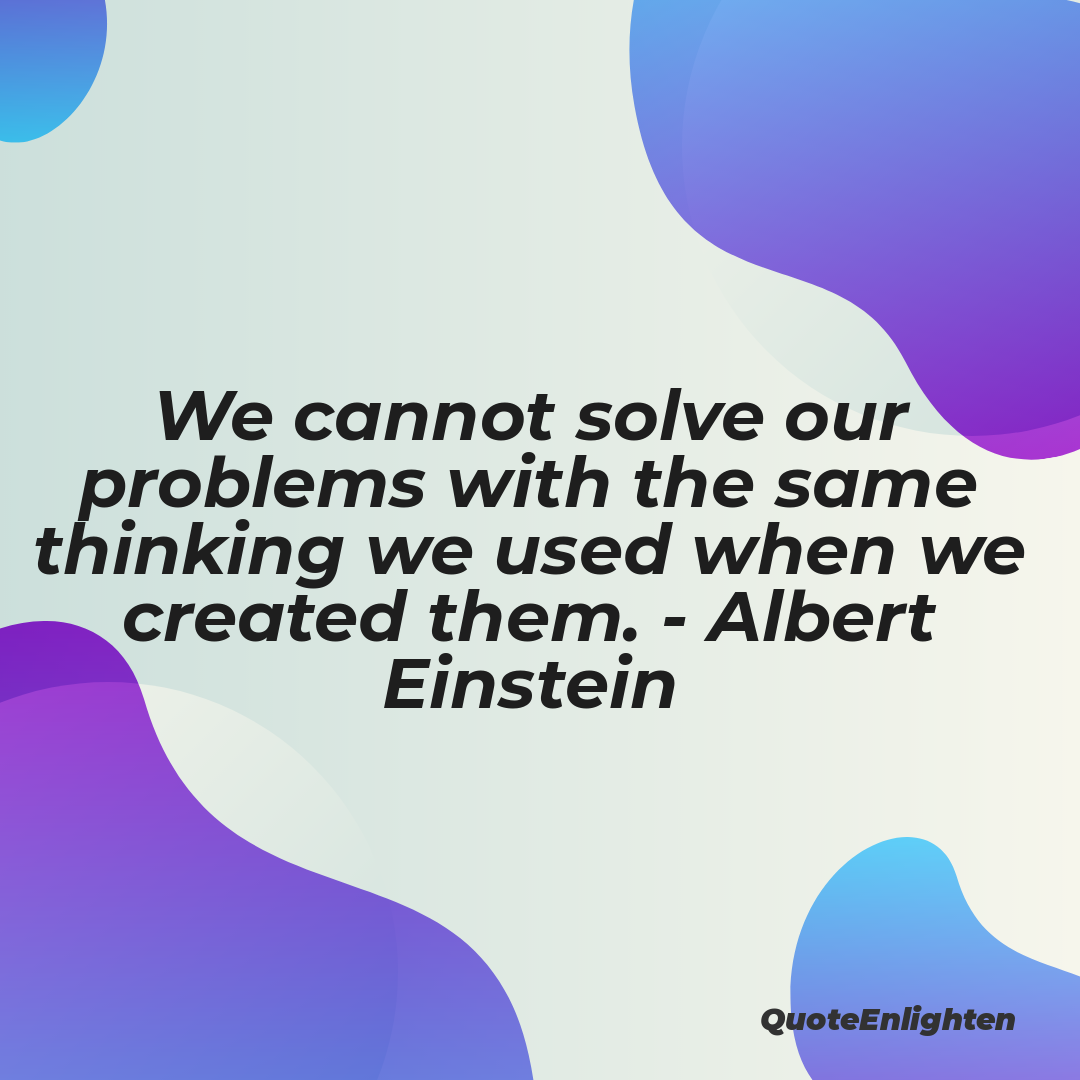 We cannot solve our
problems with the same
thinking we used when we
created them. - Albert
Einstein
QuoteEnlighten